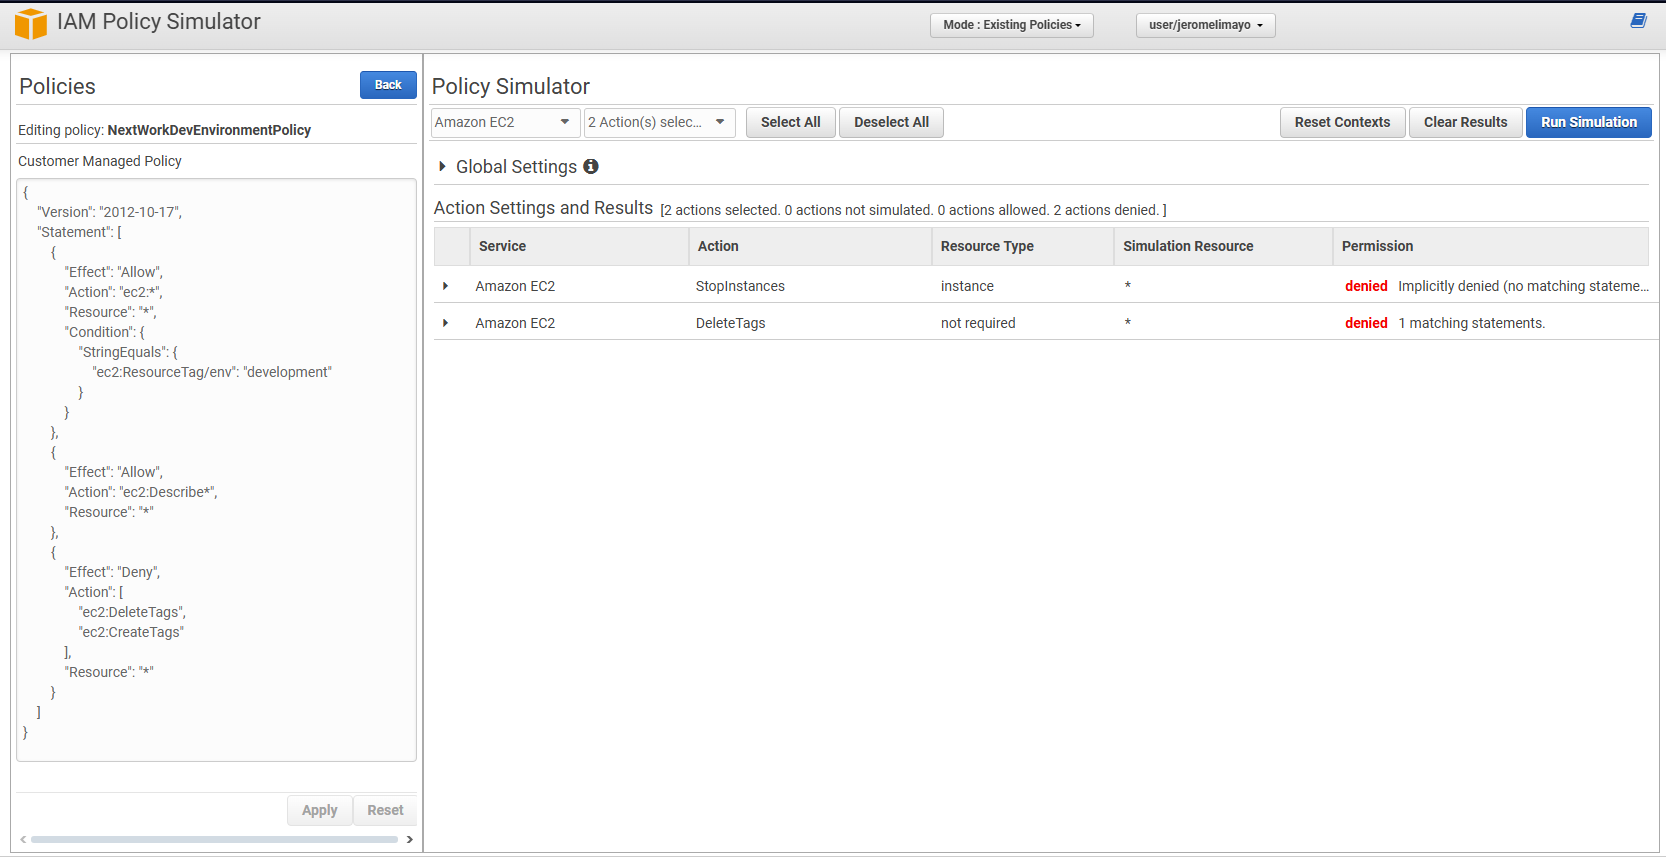 IAM Policy Simulator
Mode : Existing Policies
user/jeromelimayo
Policies
Back
Editing policy: NextWorkDevEnvironmentPolicy
Customer Managed Policy
{
"Version": "2012-10-17",
"Statement": [
{
"Effect": "Allow",
"Action": "ec2:*",
"Resource": "*",
"Condition": {
"StringEquals": {
"ec2:ResourceTag/env": "development"
}
}
},
{
"Effect": "Allow",
"Action": "ec2:Describe*",
"Resource": "*"
},
{
"Effect": "Deny",
"Action": [
"ec2:DeleteTags",
"ec2:CreateTags"
],
"Resource": "*"
}
]
}
Apply Reset
Policy Simulator
Amazon EC2 2 Action(s) selec... Select All Deselect All Reset Contexts Clear Results Run Simulation
Global Settings
Action Settings and Results [2 actions selected. 0 actions not simulated. 0 actions allowed. 2 actions denied. ]
Service Action Resource Type Simulation Resource Permission
Amazon EC2 StopInstances instance * denied Implicitly denied (no matching stateme...
Amazon EC2 DeleteTags not required * denied 1 matching statements.